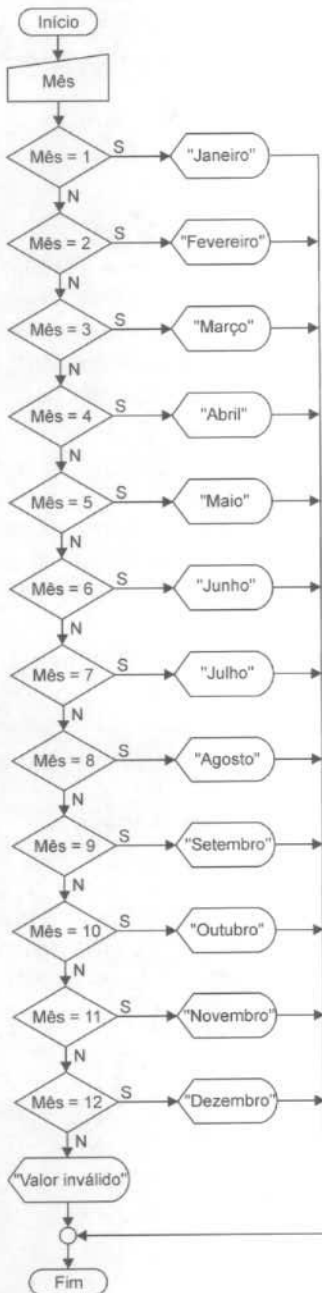 Início
Mês
Mês = 1
S
"Janeiro"
N
Mês = 2
S
"Fevereiro"
N
Mês = 3
S
"Março"
N
Mês = 4
S
"Abril"
N
Mês = 5
S
"Maio"
N
Mês = 6
S
"Junho"
N
Mês = 7
S
"Julho"
N
Mês = 8
S
"Agosto"
N
Mês = 9
S
"Setembro"
N
Mês = 10
S
"Outubro"
N
Mês = 11
S
"Novembro"
N
Mês = 12
S
"Dezembro"
N
"Valor inválido"
Fim